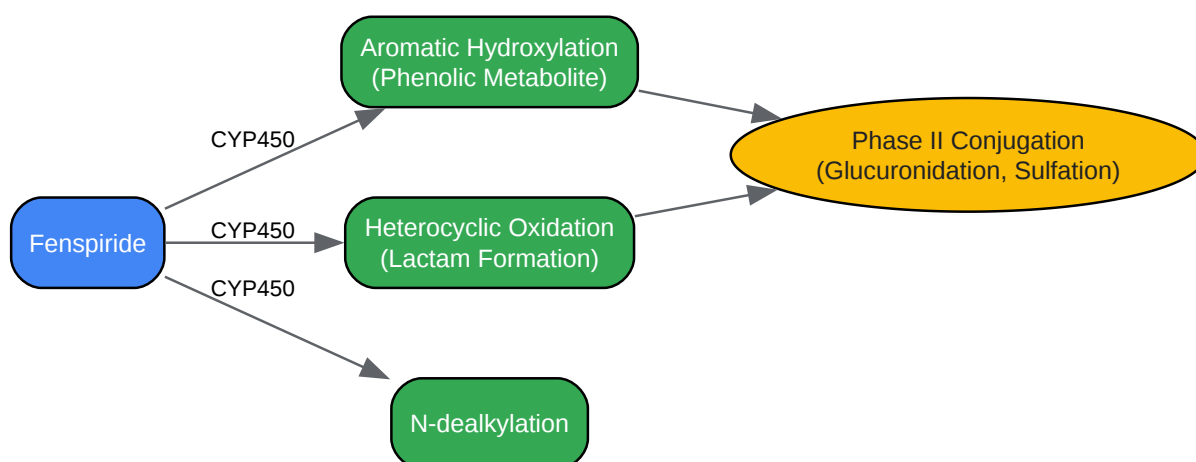 Fenspiride
CYP450
CYP450
CYP450
Aromatic Hydroxylation
(Phenolic Metabolite)
Heterocyclic Oxidation
(Lactam Formation)
N-dealkylation
Phase II Conjugation
(Glucuronidation, Sulfation)